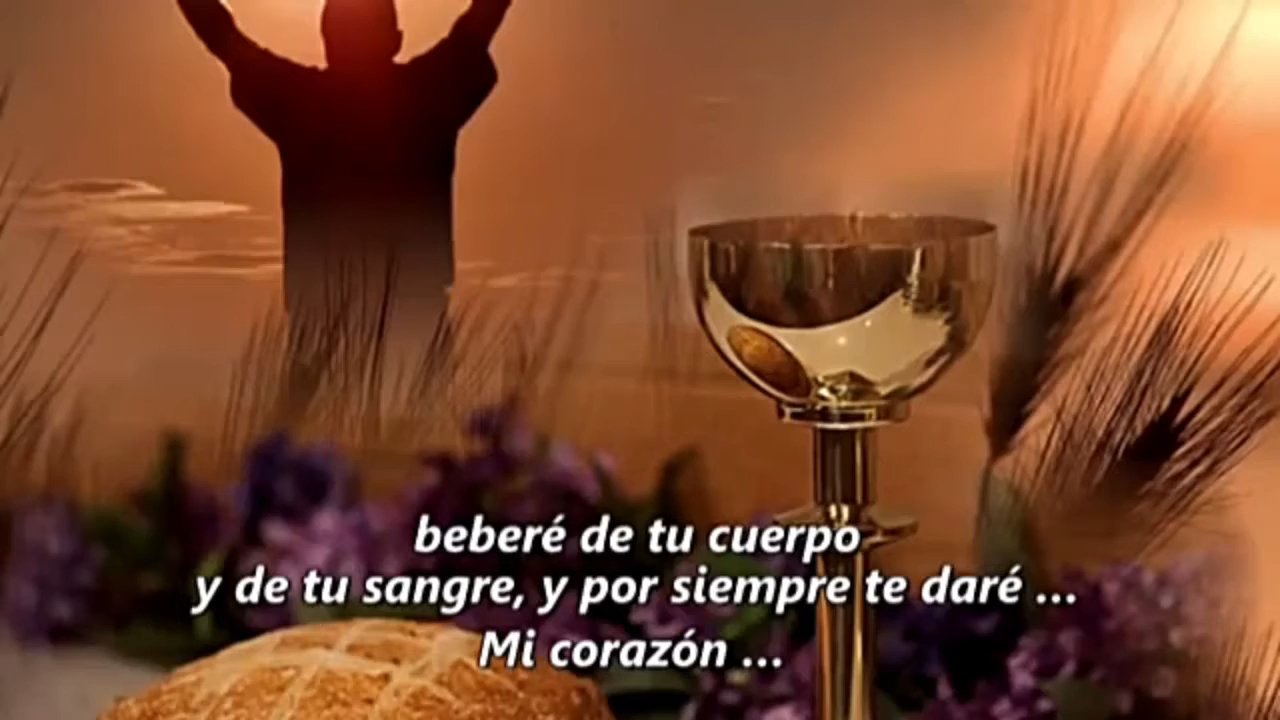 beberé de tu cuerpo
y de tu sangre, y por siempre te daré ...
Mi corazón ...